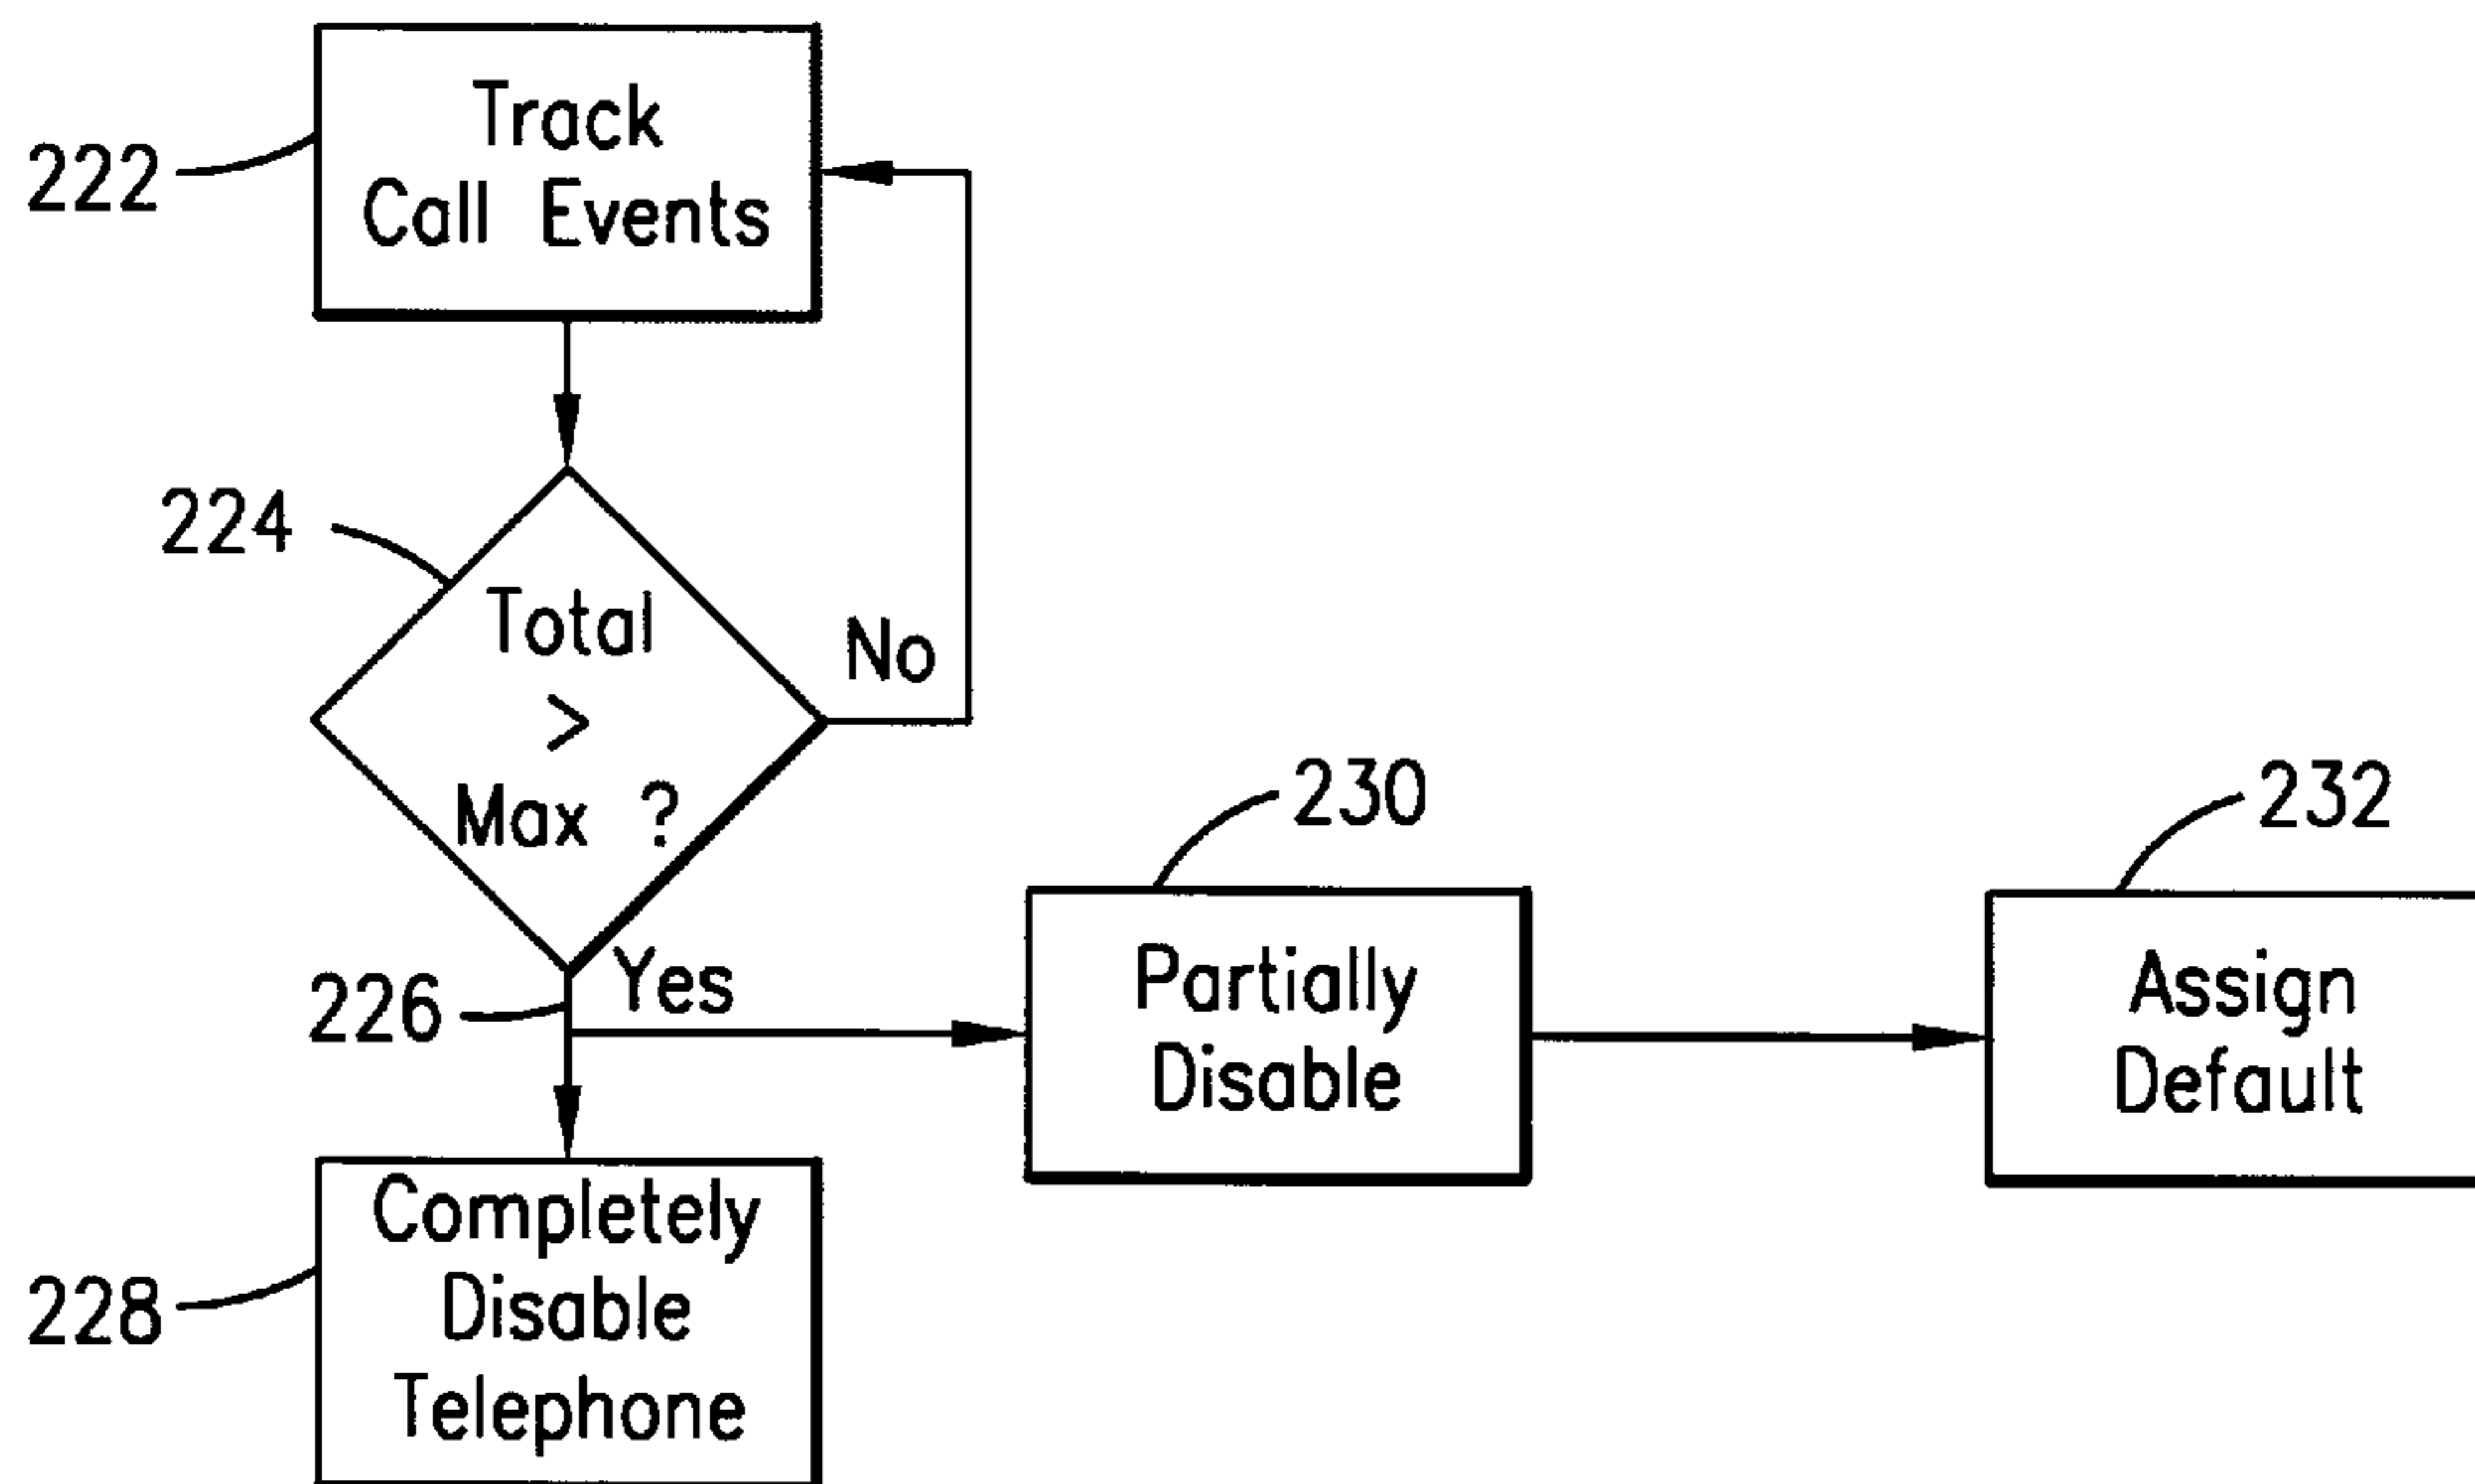 222
Track
Call Events
224
Total
>
Max ?
No
226
Yes
230
Partially
Disable
232
Assign
Default
228
Completely
Disable
Telephone